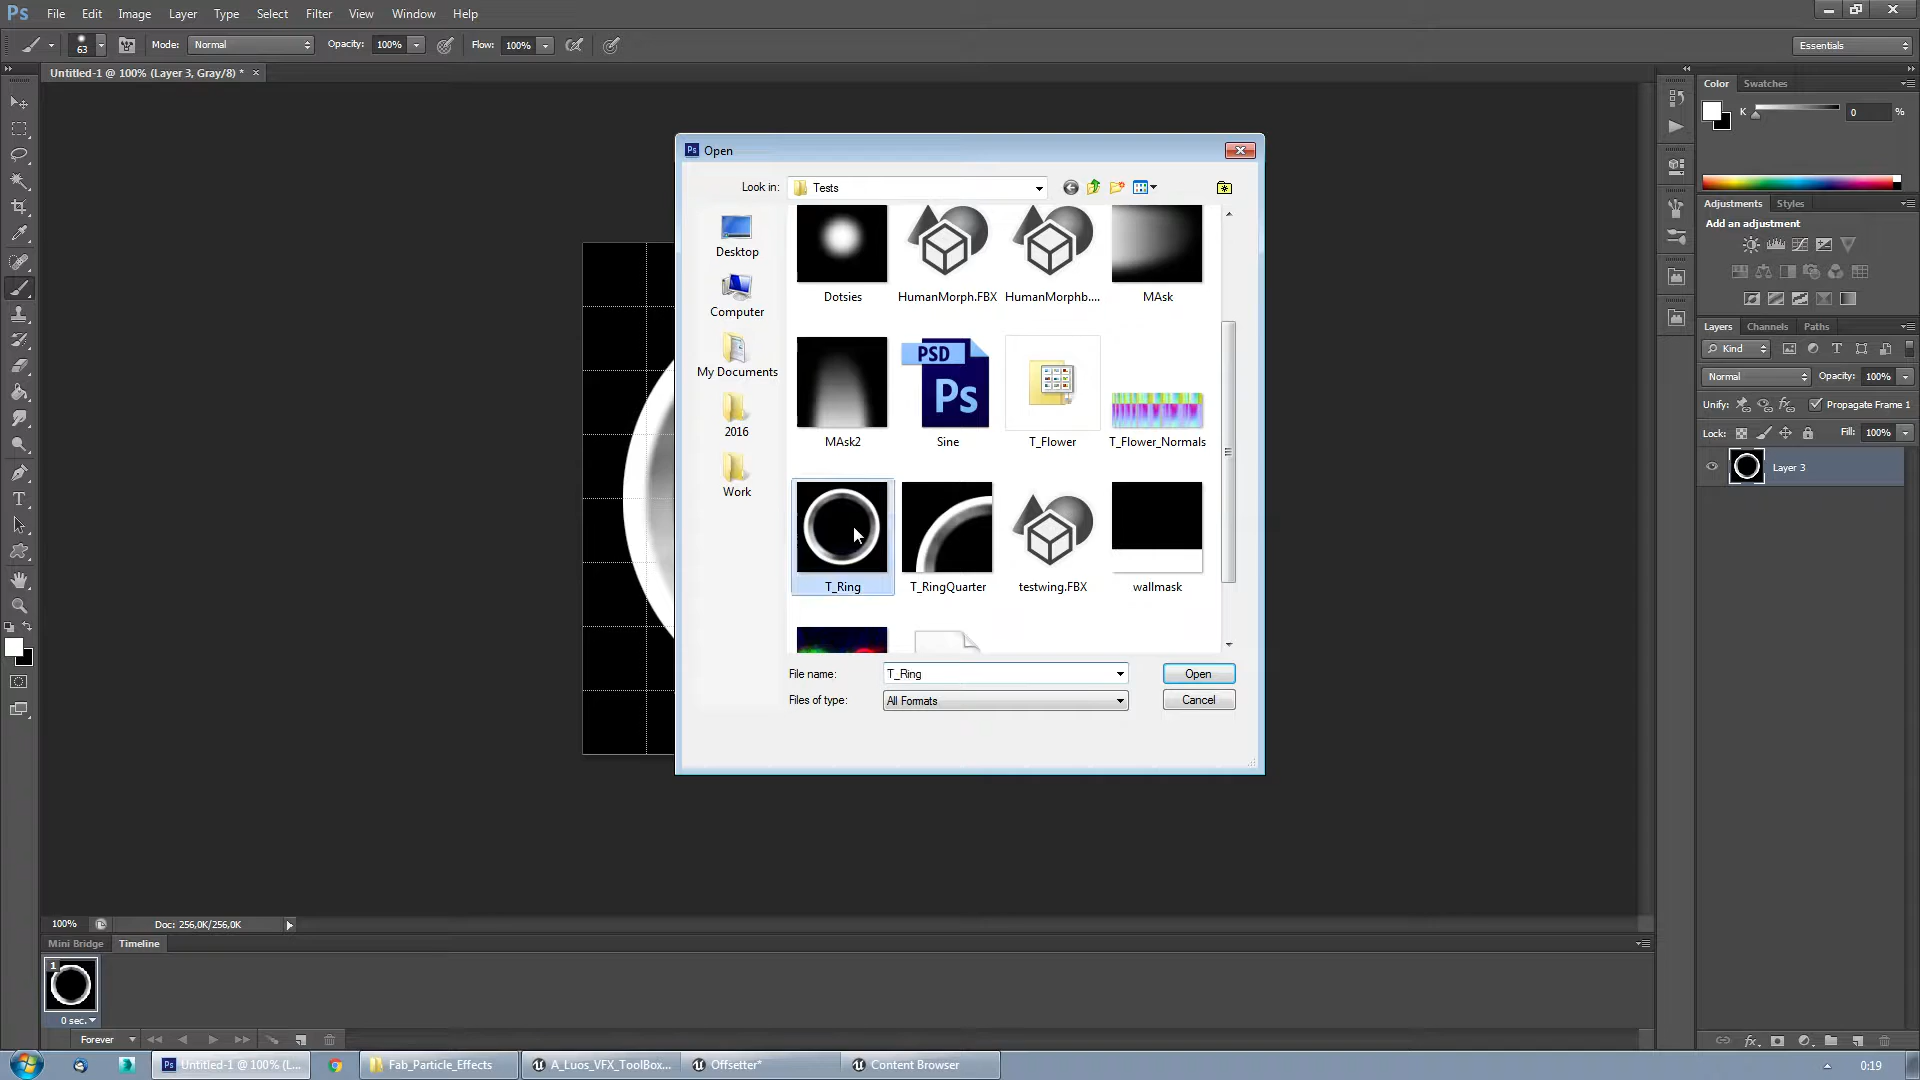 Ps File Edit Image Layer Type Select Filter View Window Help
63 Mode: Normal Opacity: 100% Flow: 100% Essentials
Untitled-1 @ 100% (Layer 3, Gray/8) * ×
Color Swatches
K 0 %
Adjustments Styles
Add an adjustment
Layers Channels Paths
Kind
Normal Opacity: 100%
Unify: Propagate Frame 1
Lock: Fill: 100%
Layer 3
Ps Open
Look in: Tests
Desktop
Computer
My Documents
2016
Work
Dotsies HumanMorph.FBX HumanMorphb.... MAsk
PSD
Ps
MAsk2 Sine T_Flower T_Flower_Normals
T_Ring T_RingQuarter testwing.FBX wallmask
File name: T_Ring Open
Files of type: All Formats Cancel
100% Doc: 256,0K/256,0K
Mini Bridge Timeline
1
0 sec.
Forever
Ps Untitled-1 @ 100% (L... Fab_Particle_Effects A_Luos_VFX_ToolBox... Offsetter* Content Browser 0:19